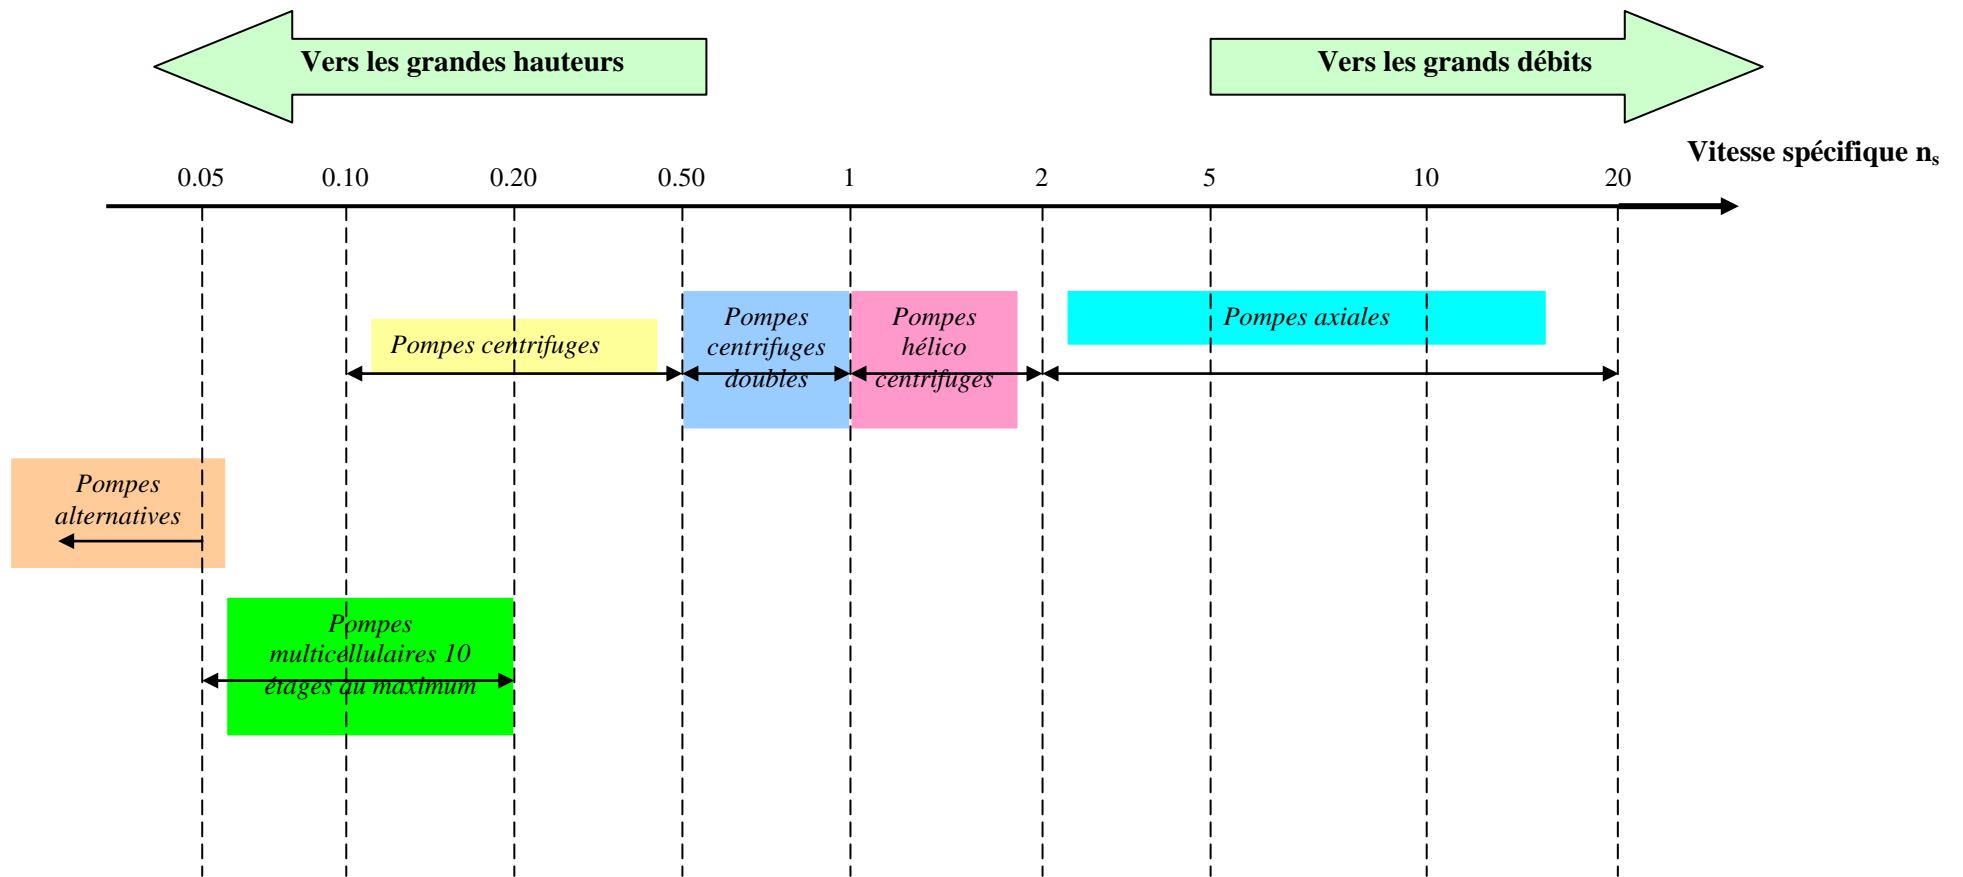 Vers les grandes hauteurs
Vers les grands débits
Vitesse spécifique ns
0.05 0.10 0.20 0.50 1 2 5 10 20
Pompes centrifuges
Pompes
centrifuges
doubles
Pompes
hélico
centrifuges
Pompes axiales
Pompes
alternatives
Pompes
multicellulaires 10
étages au maximum